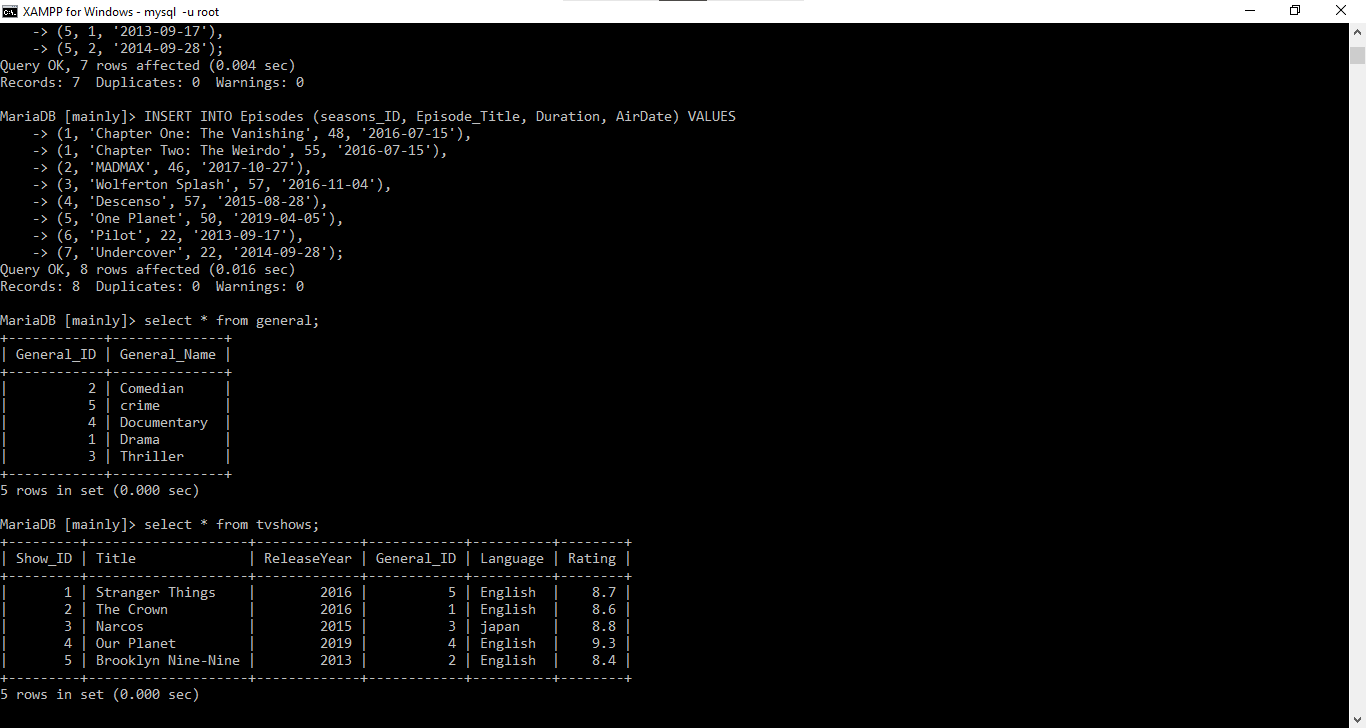 XAMPP for Windows - mysql -u root
    -> (5, 1, '2013-09-17'),
    -> (5, 2, '2014-09-28');
Query OK, 7 rows affected (0.004 sec)
Records: 7  Duplicates: 0  Warnings: 0
MariaDB [mainly]> INSERT INTO Episodes (seasons_ID, Episode_Title, Duration, AirDate) VALUES
    -> (1, 'Chapter One: The Vanishing', 48, '2016-07-15'),
    -> (1, 'Chapter Two: The Weirdo', 55, '2016-07-15'),
    -> (2, 'MADMAX', 46, '2017-10-27'),
    -> (3, 'Wolferton Splash', 57, '2016-11-04'),
    -> (4, 'Descenso', 57, '2015-08-28'),
    -> (5, 'One Planet', 50, '2019-04-05'),
    -> (6, 'Pilot', 22, '2013-09-17'),
    -> (7, 'Undercover', 22, '2014-09-28');
Query OK, 8 rows affected (0.016 sec)
Records: 8  Duplicates: 0  Warnings: 0
MariaDB [mainly]> select * from general;
+------------+--------------+
| General_ID | General_Name |
+------------+--------------+
|          2 | Comedian     |
|          5 | crime        |
|          4 | Documentary  |
|          1 | Drama        |
|          3 | Thriller     |
+------------+--------------+
5 rows in set (0.000 sec)
MariaDB [mainly]> select * from tvshows;
+---------+--------------------+-------------+------------+----------+--------+
| Show_ID | Title              | ReleaseYear | General_ID | Language | Rating |
+---------+--------------------+-------------+------------+----------+--------+
|       1 | Stranger Things    |        2016 |          5 | English  |    8.7 |
|       2 | The Crown          |        2016 |          1 | English  |    8.6 |
|       3 | Narcos             |        2015 |          3 | japan    |    8.8 |
|       4 | Our Planet         |        2019 |          4 | English  |    9.3 |
|       5 | Brooklyn Nine-Nine |        2013 |          2 | English  |    8.4 |
+---------+--------------------+-------------+------------+----------+--------+
5 rows in set (0.000 sec)